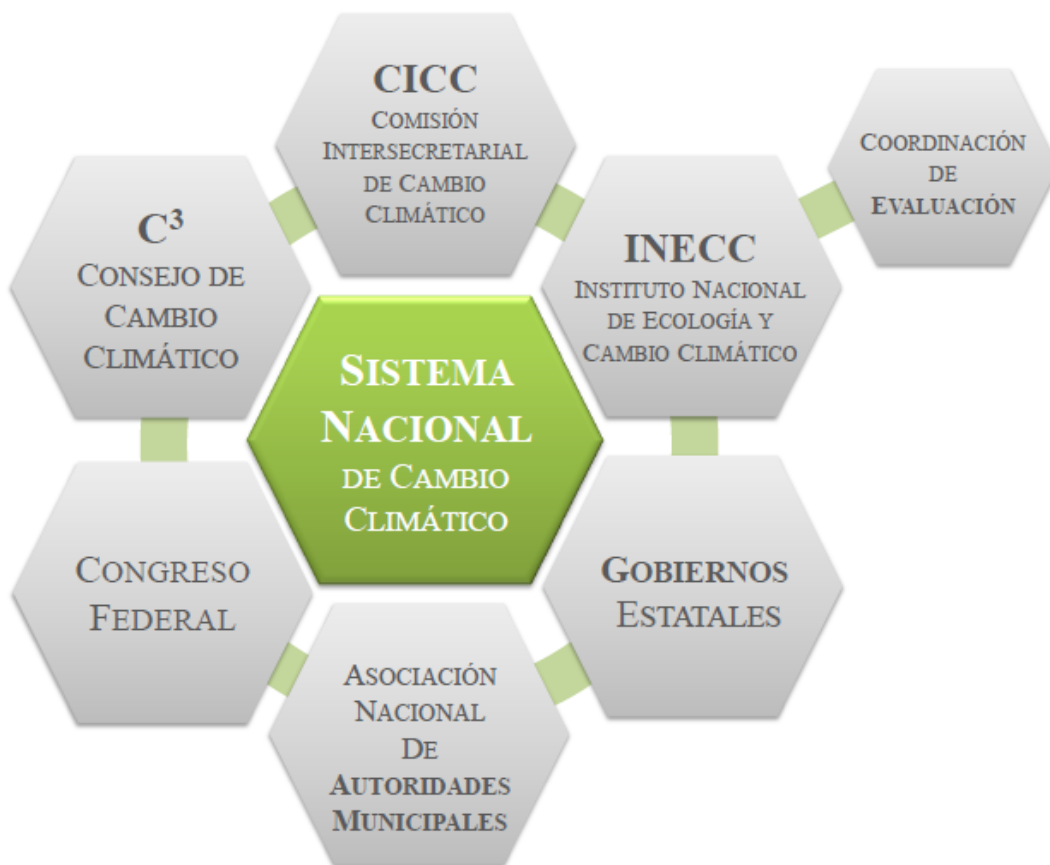 CICC
COMISIÓN
INTERSECRETARIAL
DE CAMBIO
CLIMÁTICO
COORDINACIÓN
DE
EVALUACIÓN
C³
CONSEJO DE
CAMBIO
CLIMÁTICO
INECC
INSTITUTO NACIONAL
DE ECOLOGÍA Y
CAMBIO CLIMÁTICO
SISTEMA
NACIONAL
DE CAMBIO
CLIMÁTICO
CONGRESO
FEDERAL
GOBIERNOS
ESTATALES
ASOCIACIÓN
NACIONAL
DE
AUTORIDADES
MUNICIPALES